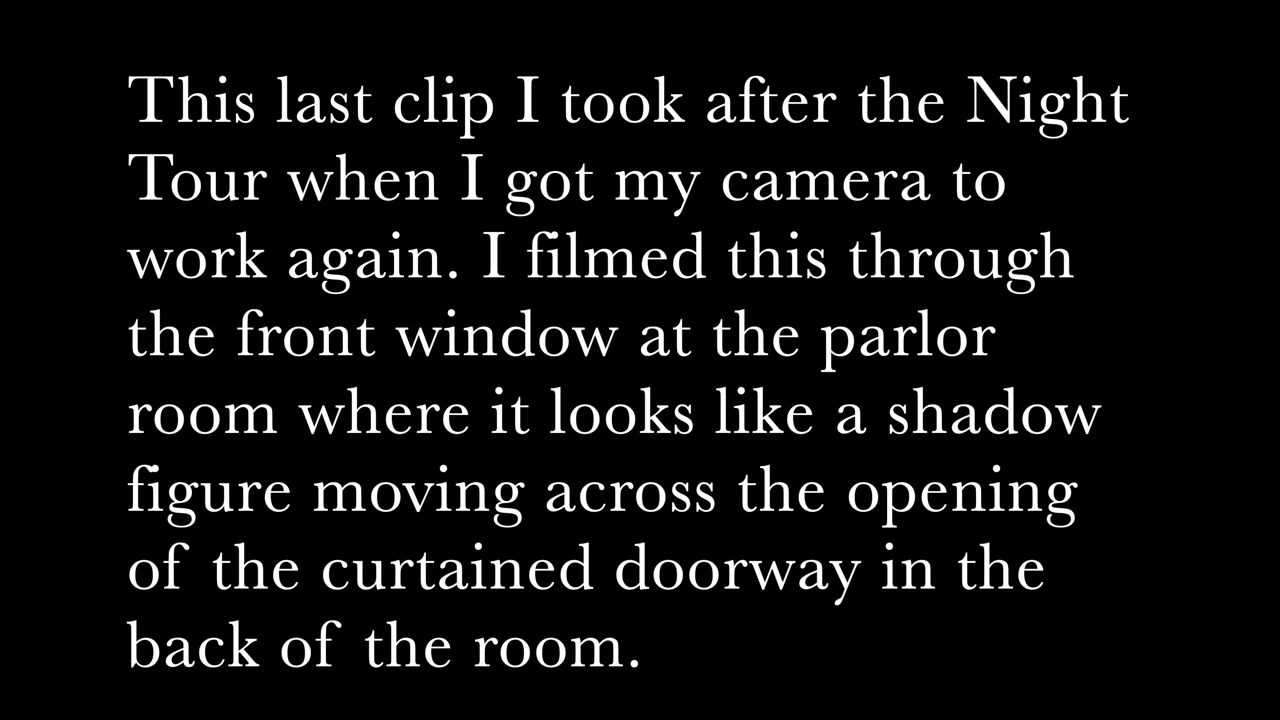 This last clip I took after the Night
Tour when I got my camera to
work again. I filmed this through
the front window at the parlor
room where it looks like a shadow
figure moving across the opening
of the curtained doorway in the
back of the room.